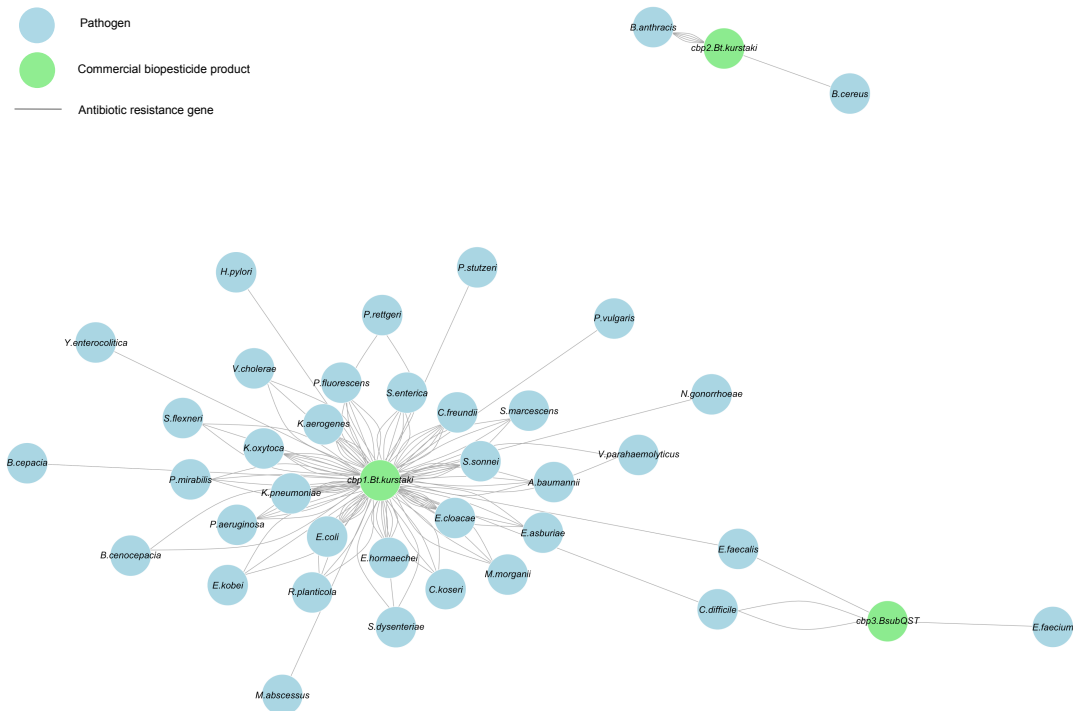 Pathogen
Commercial biopesticide product
Antibiotic resistance gene
B.anthracis
cbp2.Bt.kurstaki
B.cereus
H.pylori
P.stutzeri
P.rettgeri
P.vulgaris
Y.enterocolitica
V.cholerae
P.fluorescens
S.enterica
N.gonorrhoeae
C.freundii
S.marcescens
S.flexneri
K.aerogenes
K.oxytoca
V.parahaemolyticus
B.cepacia
S.sonnei
P.mirabilis
cbp1.Bt.kurstaki
A.baumannii
K.pneumoniae
P.aeruginosa
E.cloacae
E.asburiae
E.coli
E.faecalis
B.cenocepacia
E.hormaechei
M.morganii
E.kobei
R.planticola
C.koseri
C.difficile
cbp3.BsubQST
E.faecium
S.dysenteriae
M.abscessus